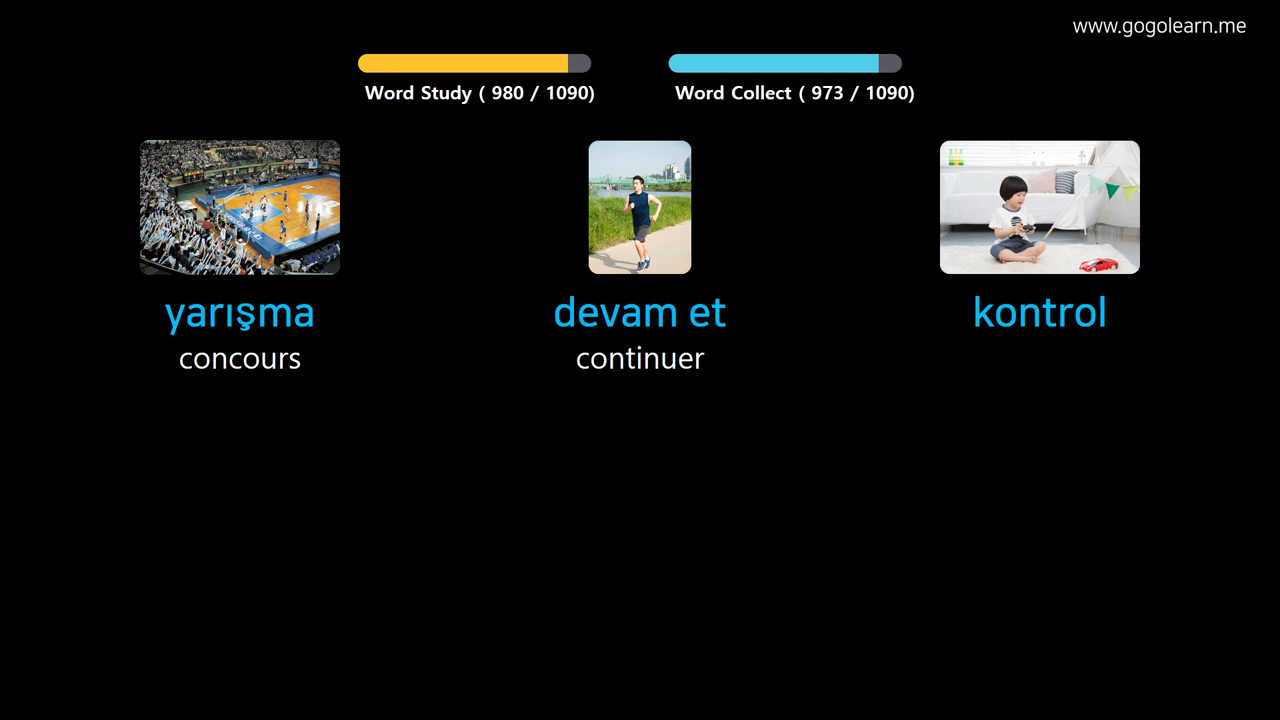 www.gogolearn.me
Word Study ( 980 / 1090)
Word Collect ( 973 / 1090)
yarışma
devam et
kontrol
concours
continuer